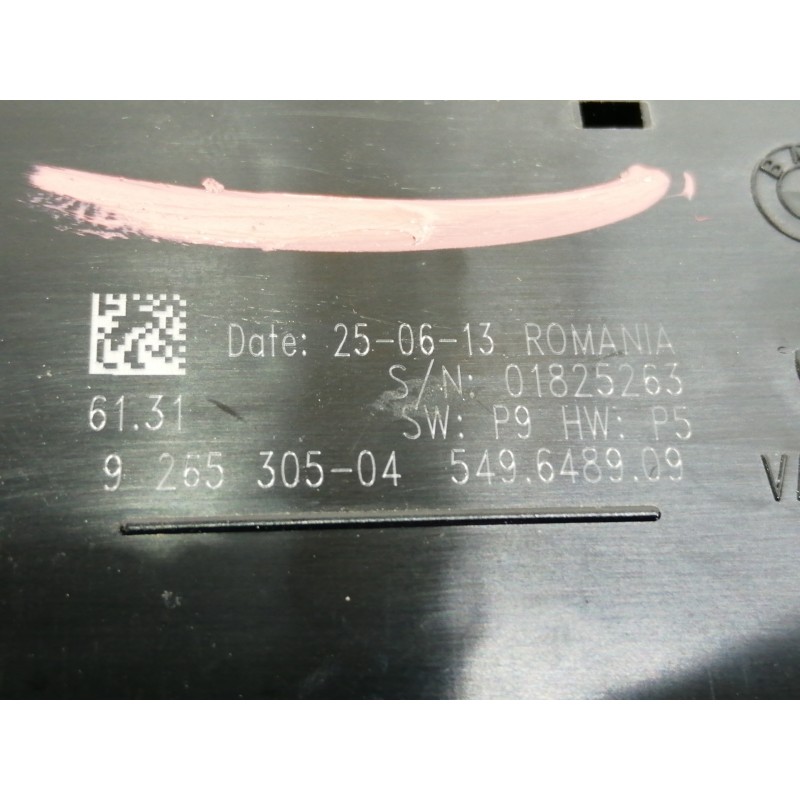 Date: 25-06-13 ROMANIA
S/N: 01825263
61.31
SW: P9 HW: P5
9 265 305-04 549.6489.09